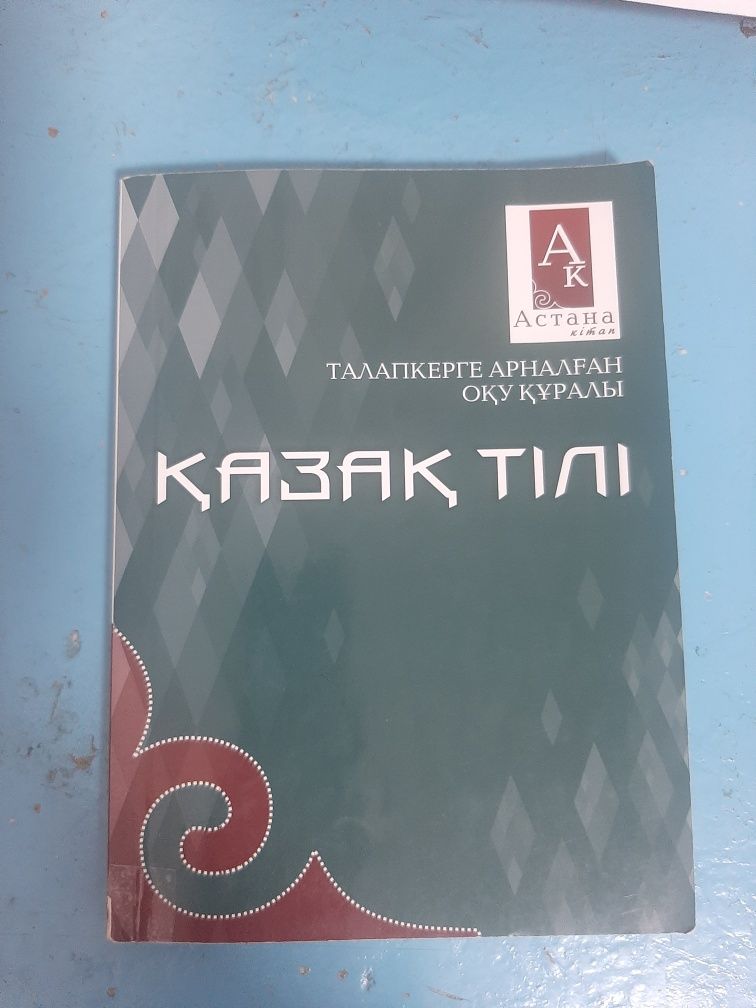 АК
Астана
кітап
ТАЛАПКЕРГЕ АРНАЛҒАН
ОҚУ ҚҰРАЛЫ
ҚАЗАҚ ТІЛІ